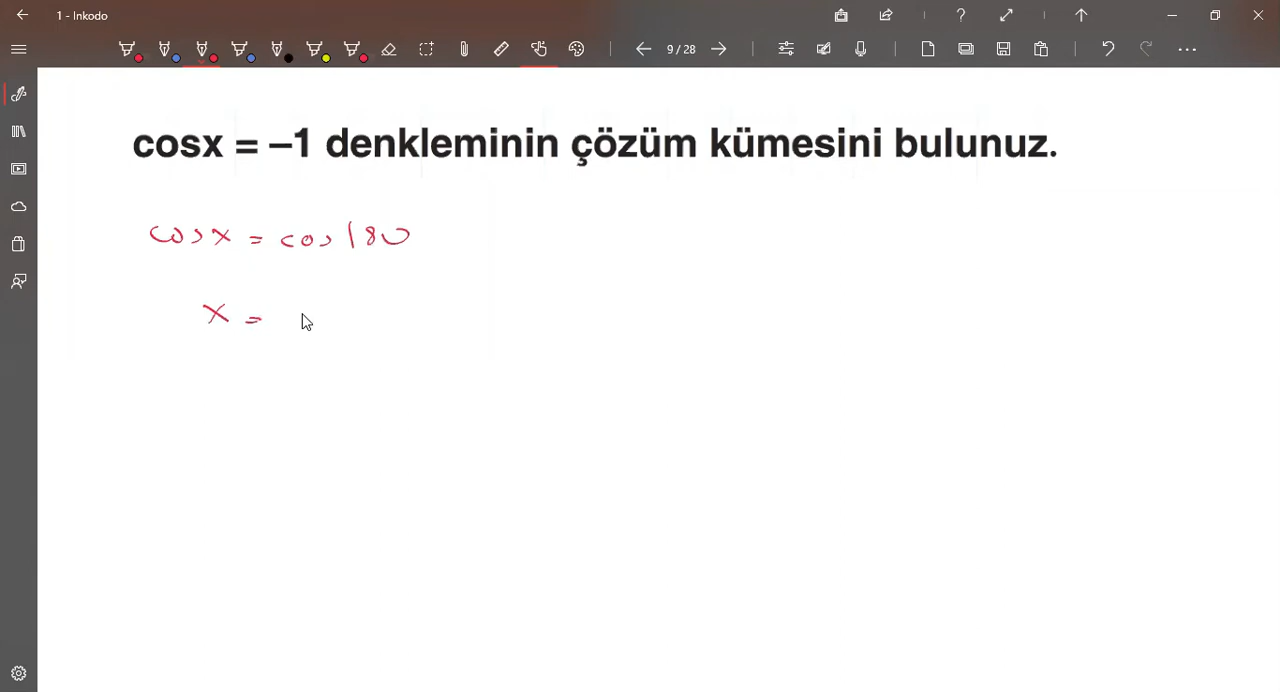 1 - Inkodo
9 / 28
cosx = –1 denkleminin çözüm kümesini bulunuz.
cosx = cos180
x =